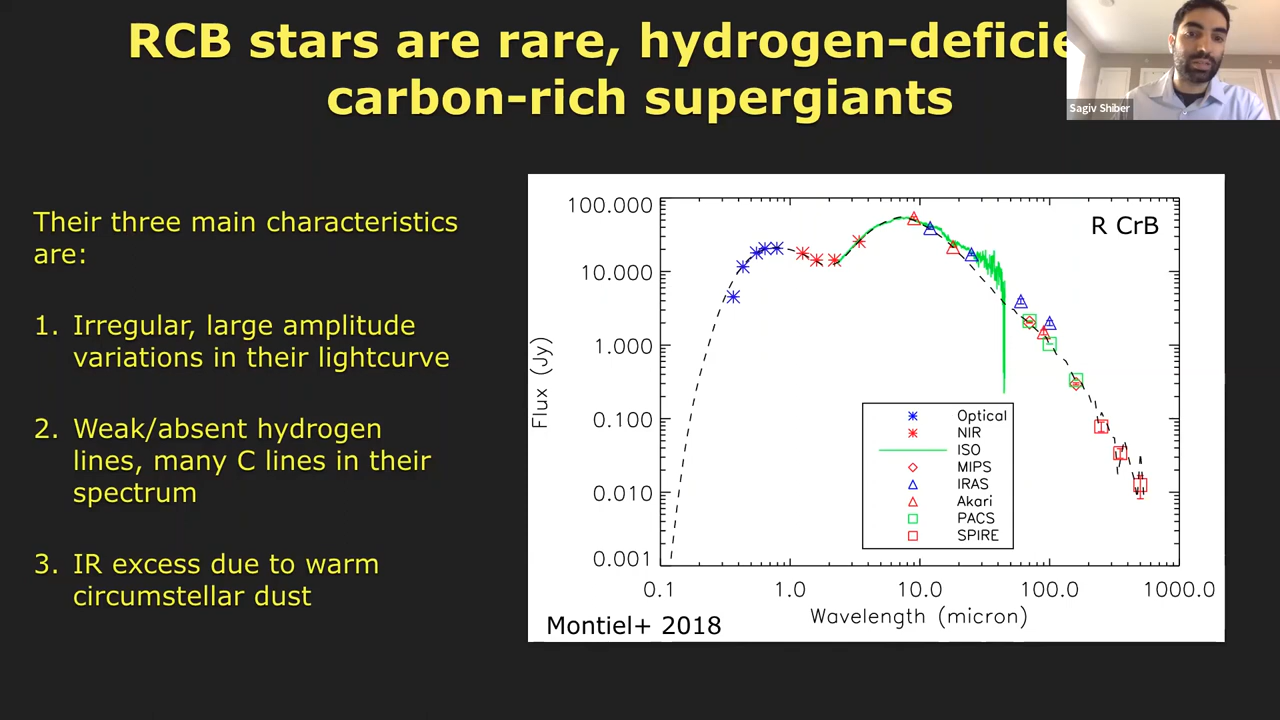 RCB stars are rare, hydrogen-deficie
carbon-rich supergiants
Sagiv Shiber
Their three main characteristics
are:
1. Irregular, large amplitude
variations in their lightcurve
2. Weak/absent hydrogen
lines, many C lines in their
spectrum
3. IR excess due to warm
circumstellar dust
R CrB
100.000
10.000
1.000
0.100
0.010
0.001
Flux (Jy)
Optical
NIR
ISO
MIPS
IRAS
Akari
PACS
SPIRE
0.1 1.0 10.0 100.0 1000.0
Wavelength (micron)
Montiel+ 2018